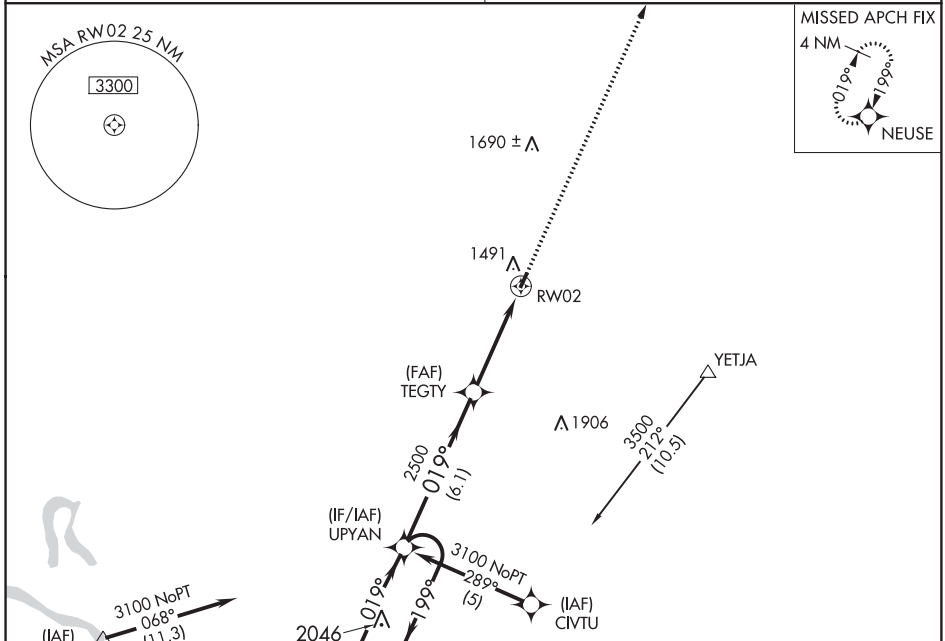 MSA RW02 25 NM
3300
MISSED APCH FIX
4 NM
019°
199°
NEUSE
1690 ±
1491
RW02
(FAF)
TEGTY
YETJA
1906
3500
212°
(10.5)
2500
019°
(6.1)
(IF/IAF)
UPYAN
3100 NoPT
289°
(5)
(IAF)
CIVTU
019°
199°
2046
3100 NoPT
068°
(11.3)
(IAF)